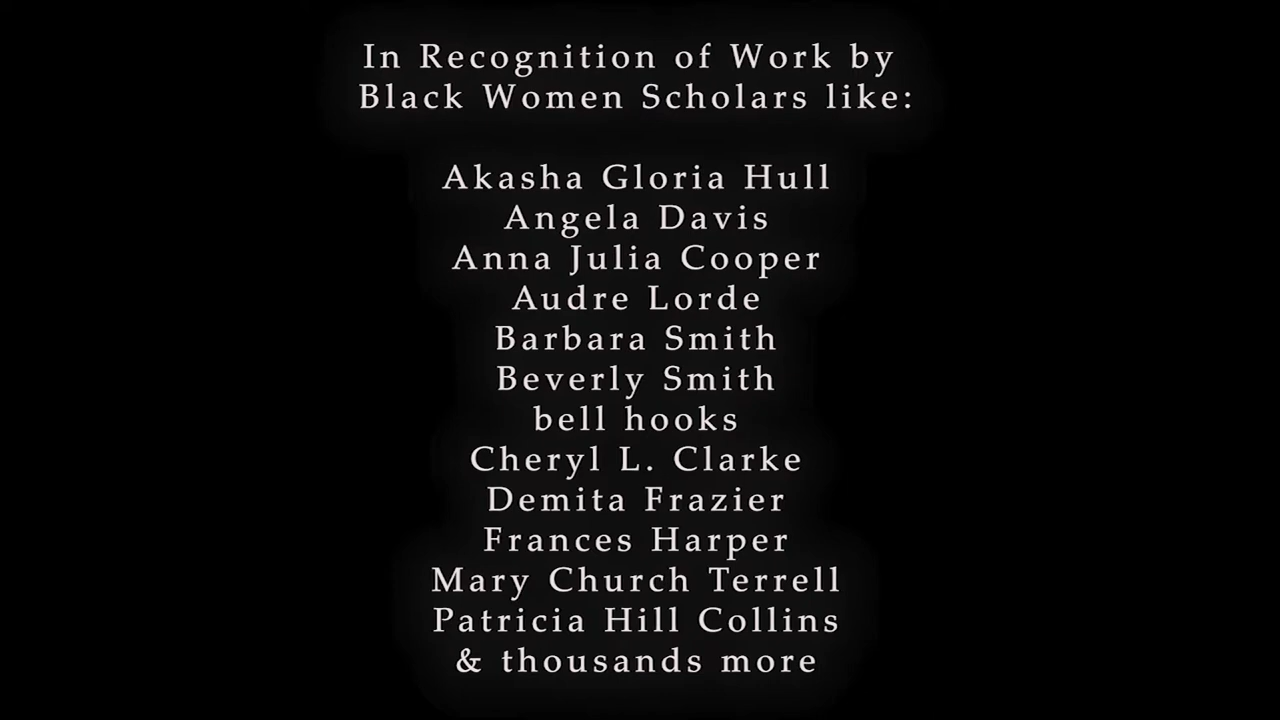 In Recognition of Work by
Black Women Scholars like:
Akasha Gloria Hull
Angela Davis
Anna Julia Cooper
Audre Lorde
Barbara Smith
Beverly Smith
bell hooks
Cheryl L. Clarke
Demita Frazier
Frances Harper
Mary Church Terrell
Patricia Hill Collins
& thousands more